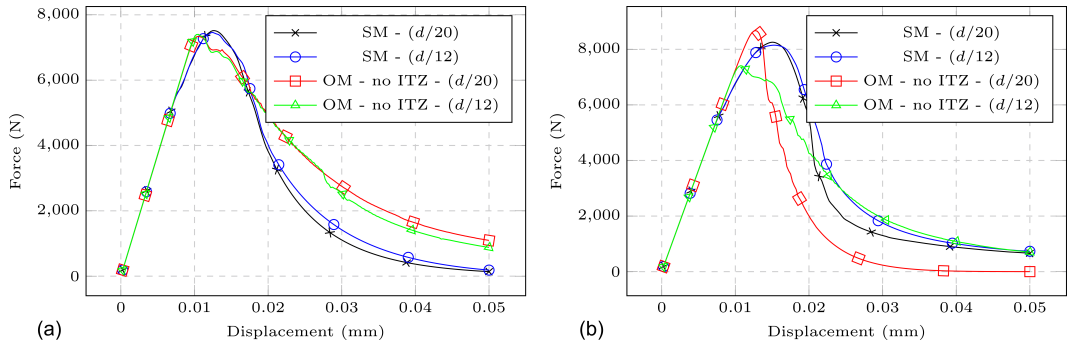 8,000
6,000
4,000
2,000
0
Force (N)
0
0.01
0.02
0.03
0.04
0.05
Displacement (mm)
SM - (d/20)
SM - (d/12)
OM - no ITZ - (d/20)
OM - no ITZ - (d/12)
(a)
8,000
6,000
4,000
2,000
0
Force (N)
0
0.01
0.02
0.03
0.04
0.05
Displacement (mm)
SM - (d/20)
SM - (d/12)
OM - no ITZ - (d/20)
OM - no ITZ - (d/12)
(b)